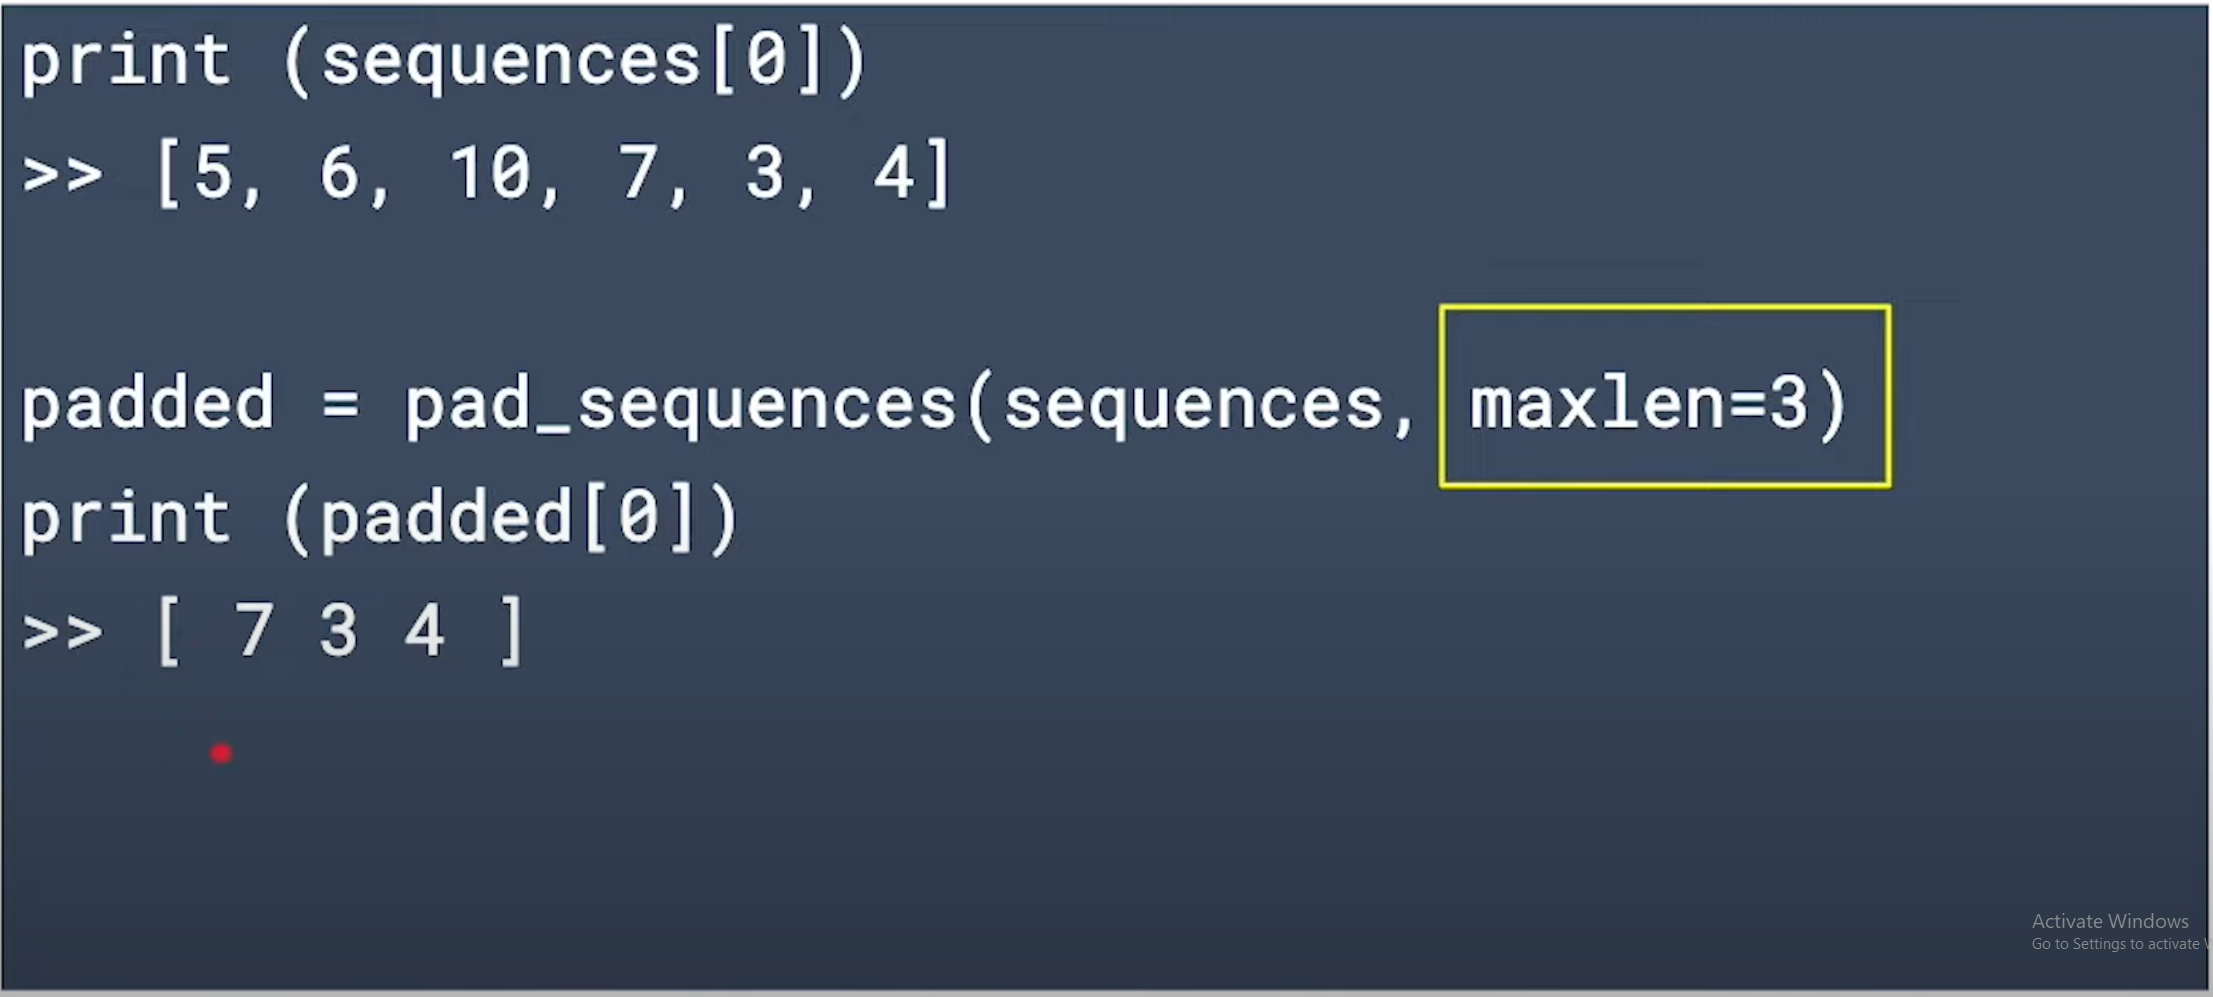 print (sequences[0])
>> [5, 6, 10, 7, 3, 4]
padded = pad_sequences(sequences, maxlen=3)
print (padded[0])
>> [ 7 3 4 ]
Activate Windows
Go to Settings to activate